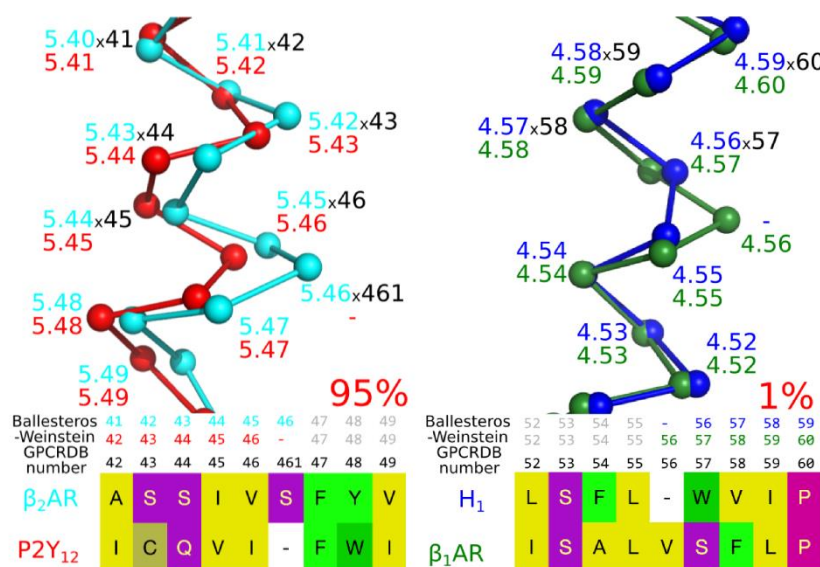 5.40x41 5.41x42
5.41 5.42
5.43x44 5.42x43
5.44 5.43
5.44x45 5.45x46
5.45 5.46
5.46x461
-
5.48 5.47
5.48 5.47
5.49
5.49
95%
4.58x59 4.59x60
4.59 4.60
4.57x58 4.56x57
4.58 4.57
-
4.56
4.54 4.55
4.54 4.55
4.53 4.52
4.53 4.52
1%
Ballesteros 41 42 43 44 45 46 47 48 49
-Weinstein 42 43 44 45 46 - 47 48 49
GPCRDB
number 42 43 44 45 46 461 47 48 49
β₂AR A S S I V S F Y V
P2Y₁₂ I C Q V I - F W I
Ballesteros 52 53 54 55 - 56 57 58 59
-Weinstein 52 53 54 55 56 57 58 59 60
GPCRDB
number 52 53 54 55 56 57 58 59 60
H₁ L S F L - W V I P
β₁AR I S A L V S F L P